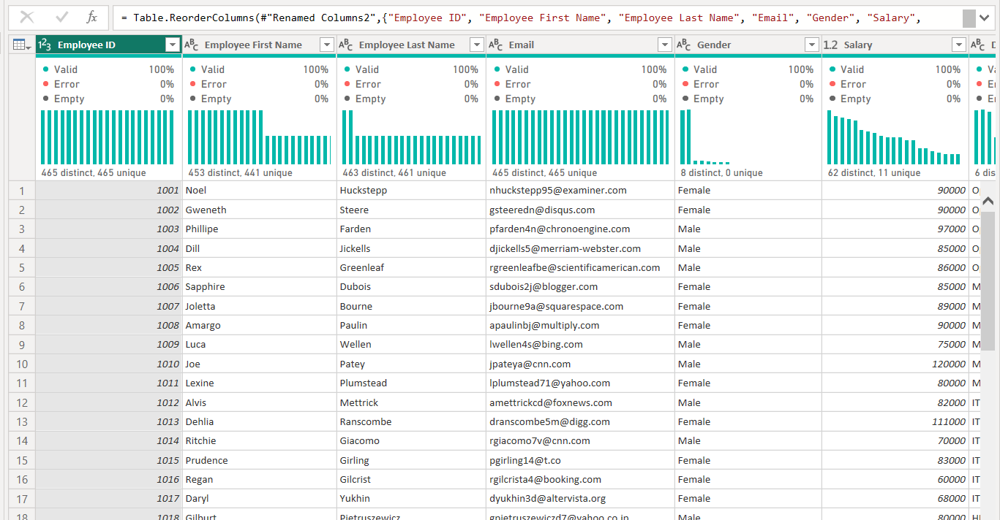 fx = Table.ReorderColumns(#"Renamed Columns2",{"Employee ID", "Employee First Name", "Employee Last Name", "Email", "Gender", "Salary",
1²3 Employee ID ABC Employee First Name ABC Employee Last Name ABC Email ABC Gender 1.2 Salary ABC
Valid 100% Valid 100% Valid 100% Valid 100% Valid 100% Valid 100%
Error 0% Error 0% Error 0% Error 0% Error 0% Error 0%
Empty 0% Empty 0% Empty 0% Empty 0% Empty 0% Empty 0%
465 distinct, 465 unique 453 distinct, 441 unique 463 distinct, 461 unique 465 distinct, 465 unique 8 distinct, 0 unique 62 distinct, 11 unique 6 dis
1 1001 Noel Huckstepp nhuckstepp95@examiner.com Female 90000 O
2 1002 Gweneth Steere gsteeredn@disqus.com Female 90000 O
3 1003 Phillipe Farden pfarden4n@chronoengine.com Male 97000 O
4 1004 Dill Jickells djickells5@merriam-webster.com Male 85000 O
5 1005 Rex Greenleaf rgreenleafbe@scientificamerican.com Male 86000 O
6 1006 Sapphire Dubois sdubois2j@blogger.com Female 85000 M
7 1007 Joletta Bourne jbourne9a@squarespace.com Female 89000 M
8 1008 Amargo Paulin apaulinbj@multiply.com Female 90000 M
9 1009 Luca Wellen lwellen4s@bing.com Male 75000 M
10 1010 Joe Patey jpateya@cnn.com Male 120000 M
11 1011 Lexine Plumstead lplumstead71@yahoo.com Female 80000 M
12 1012 Alvis Mettrick amettrickcd@foxnews.com Male 82000 IT
13 1013 Dehlia Ranscombe dranscombe5m@digg.com Female 111000 IT
14 1014 Ritchie Giacomo rgiacomo7v@cnn.com Male 70000 IT
15 1015 Prudence Girling pgirling14@t.co Female 83000 IT
16 1016 Regan Gilcrist rgilcrista4@booking.com Female 60000 IT
17 1017 Daryl Yukhin dyukhin3d@altervista.org Female 68000 IT
18 1018 Gilburt Pietruszewicz gpietruszewiczd7@yahoo.co.jp Male 80000